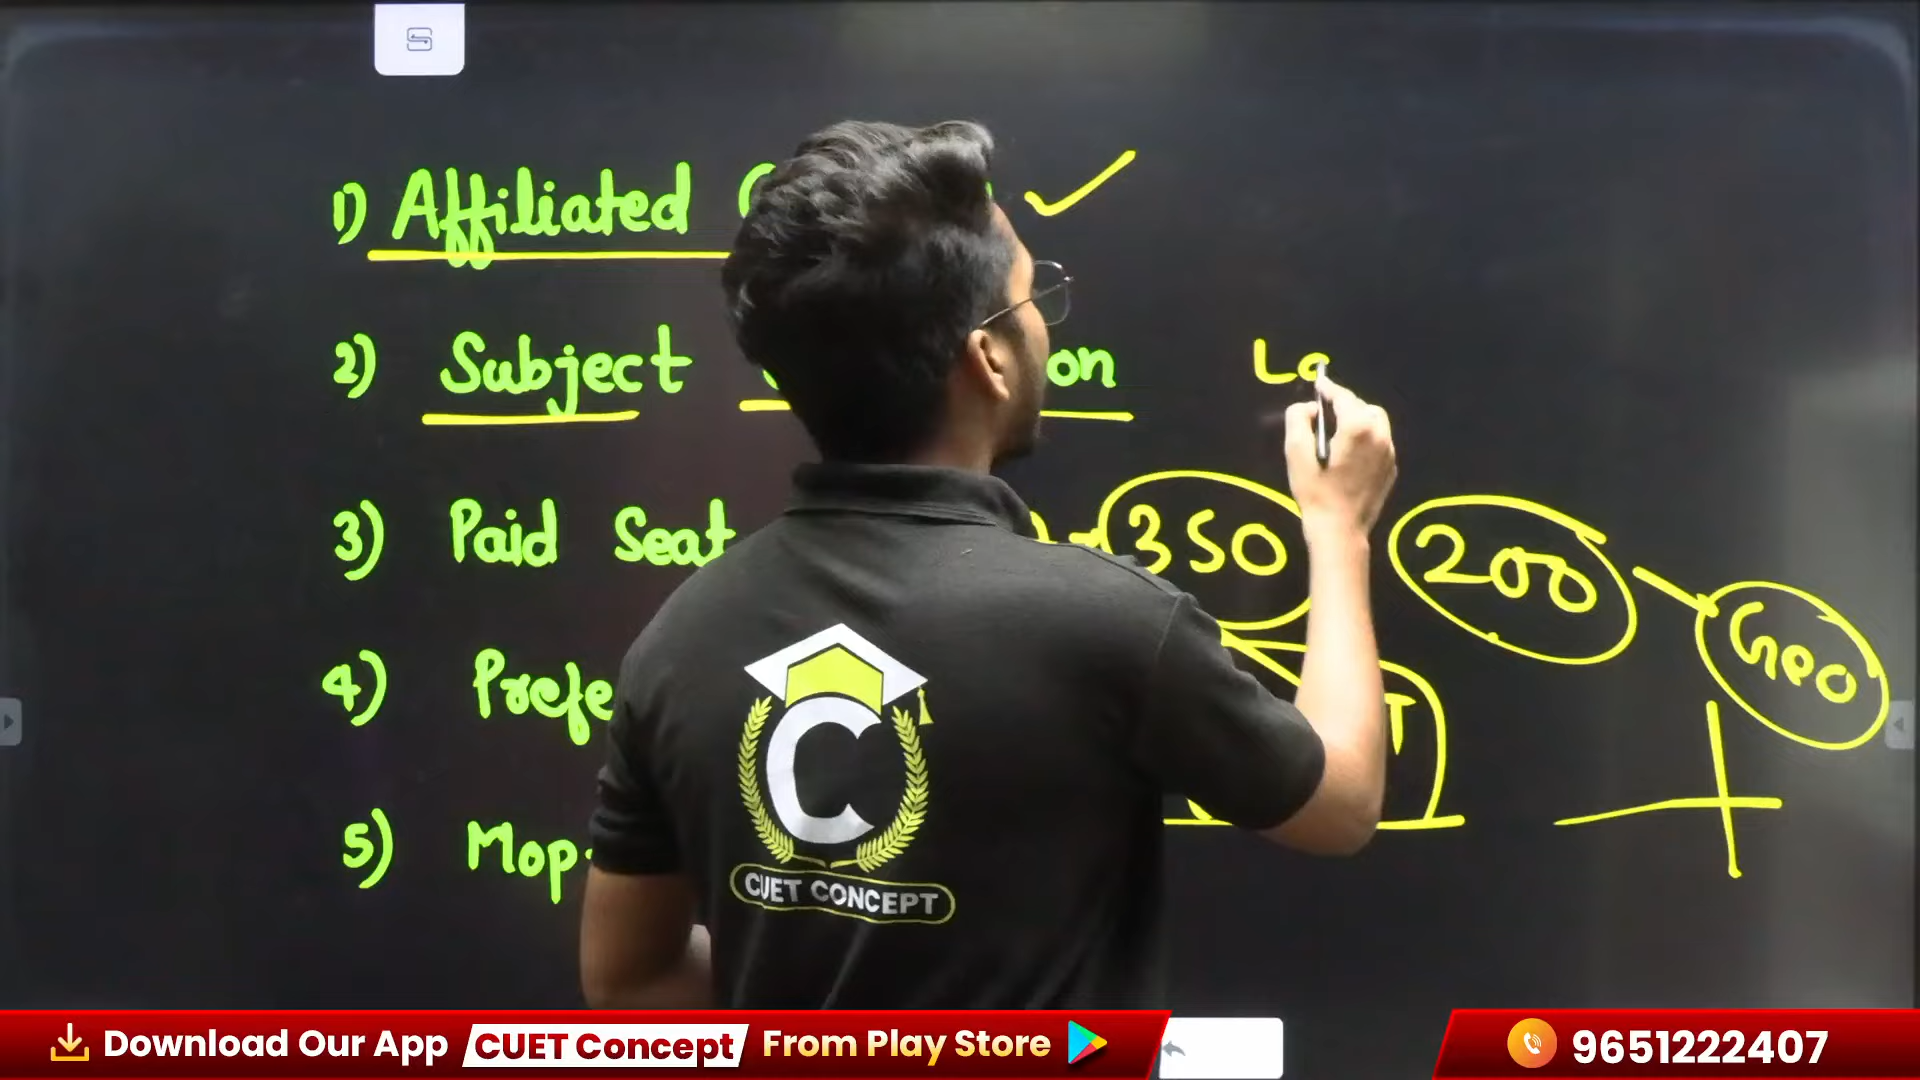 1) Affiliated
2) Subject on
La
3) Paid Seat 350 200 Geo
4) Prefe
T
5) Mop
C
CUET CONCEPT
Download Our App CUET Concept From Play Store 9651222407